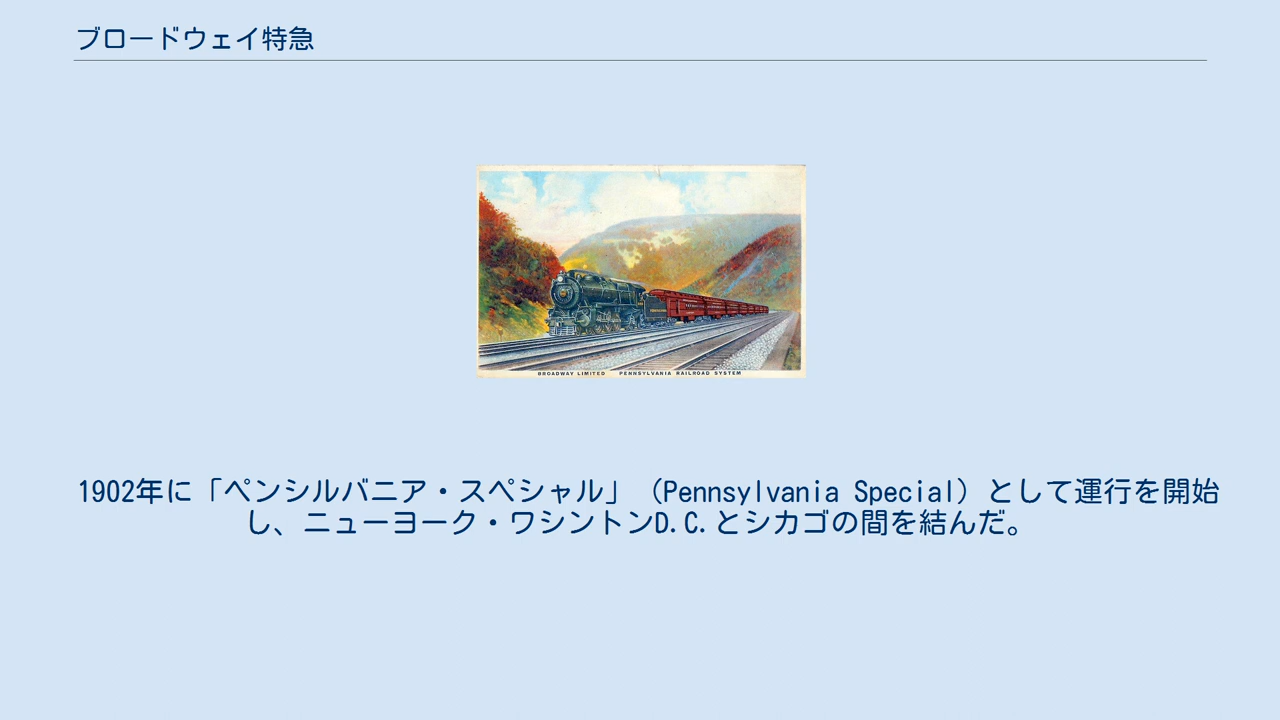 ブロードウェイ特急
BROADWAY LIMITED PENNSYLVANIA RAILROAD SYSTEM
1902年に「ペンシルバニア・スペシャル」（Pennsylvania Special）として運行を開始
し、ニューヨーク・ワシントンD.C.とシカゴの間を結んだ。